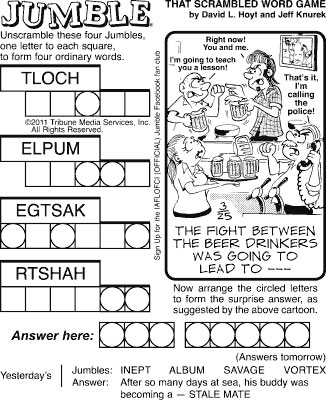 JUMBLE
THAT SCRAMBLED WORD GAME
by David L. Hoyt and Jeff Knurek
Unscramble these four Jumbles,
one letter to each square,
to form four ordinary words.
TLOCH
©2011 Tribune Media Services, Inc.
All Rights Reserved.
ELPUM
EGTSAK
RTSHAH
Sign Up for the IAFLOFCI (OFFICIAL) Jumble Facebook fan club
Right now!
You and me.
I'm going to teach
you a lesson!
That's it,
I'm
calling
the
police!
3/25
THE FIGHT BETWEEN
THE BEER DRINKERS
WAS GOING TO
LEAD TO ---
Now arrange the circled letters
to form the surprise answer, as
suggested by the above cartoon.
Answer here:
(Answers tomorrow)
Yesterday's
Jumbles: INEPT ALBUM SAVAGE VORTEX
Answer: After so many days at sea, his buddy was
becoming a — STALE MATE